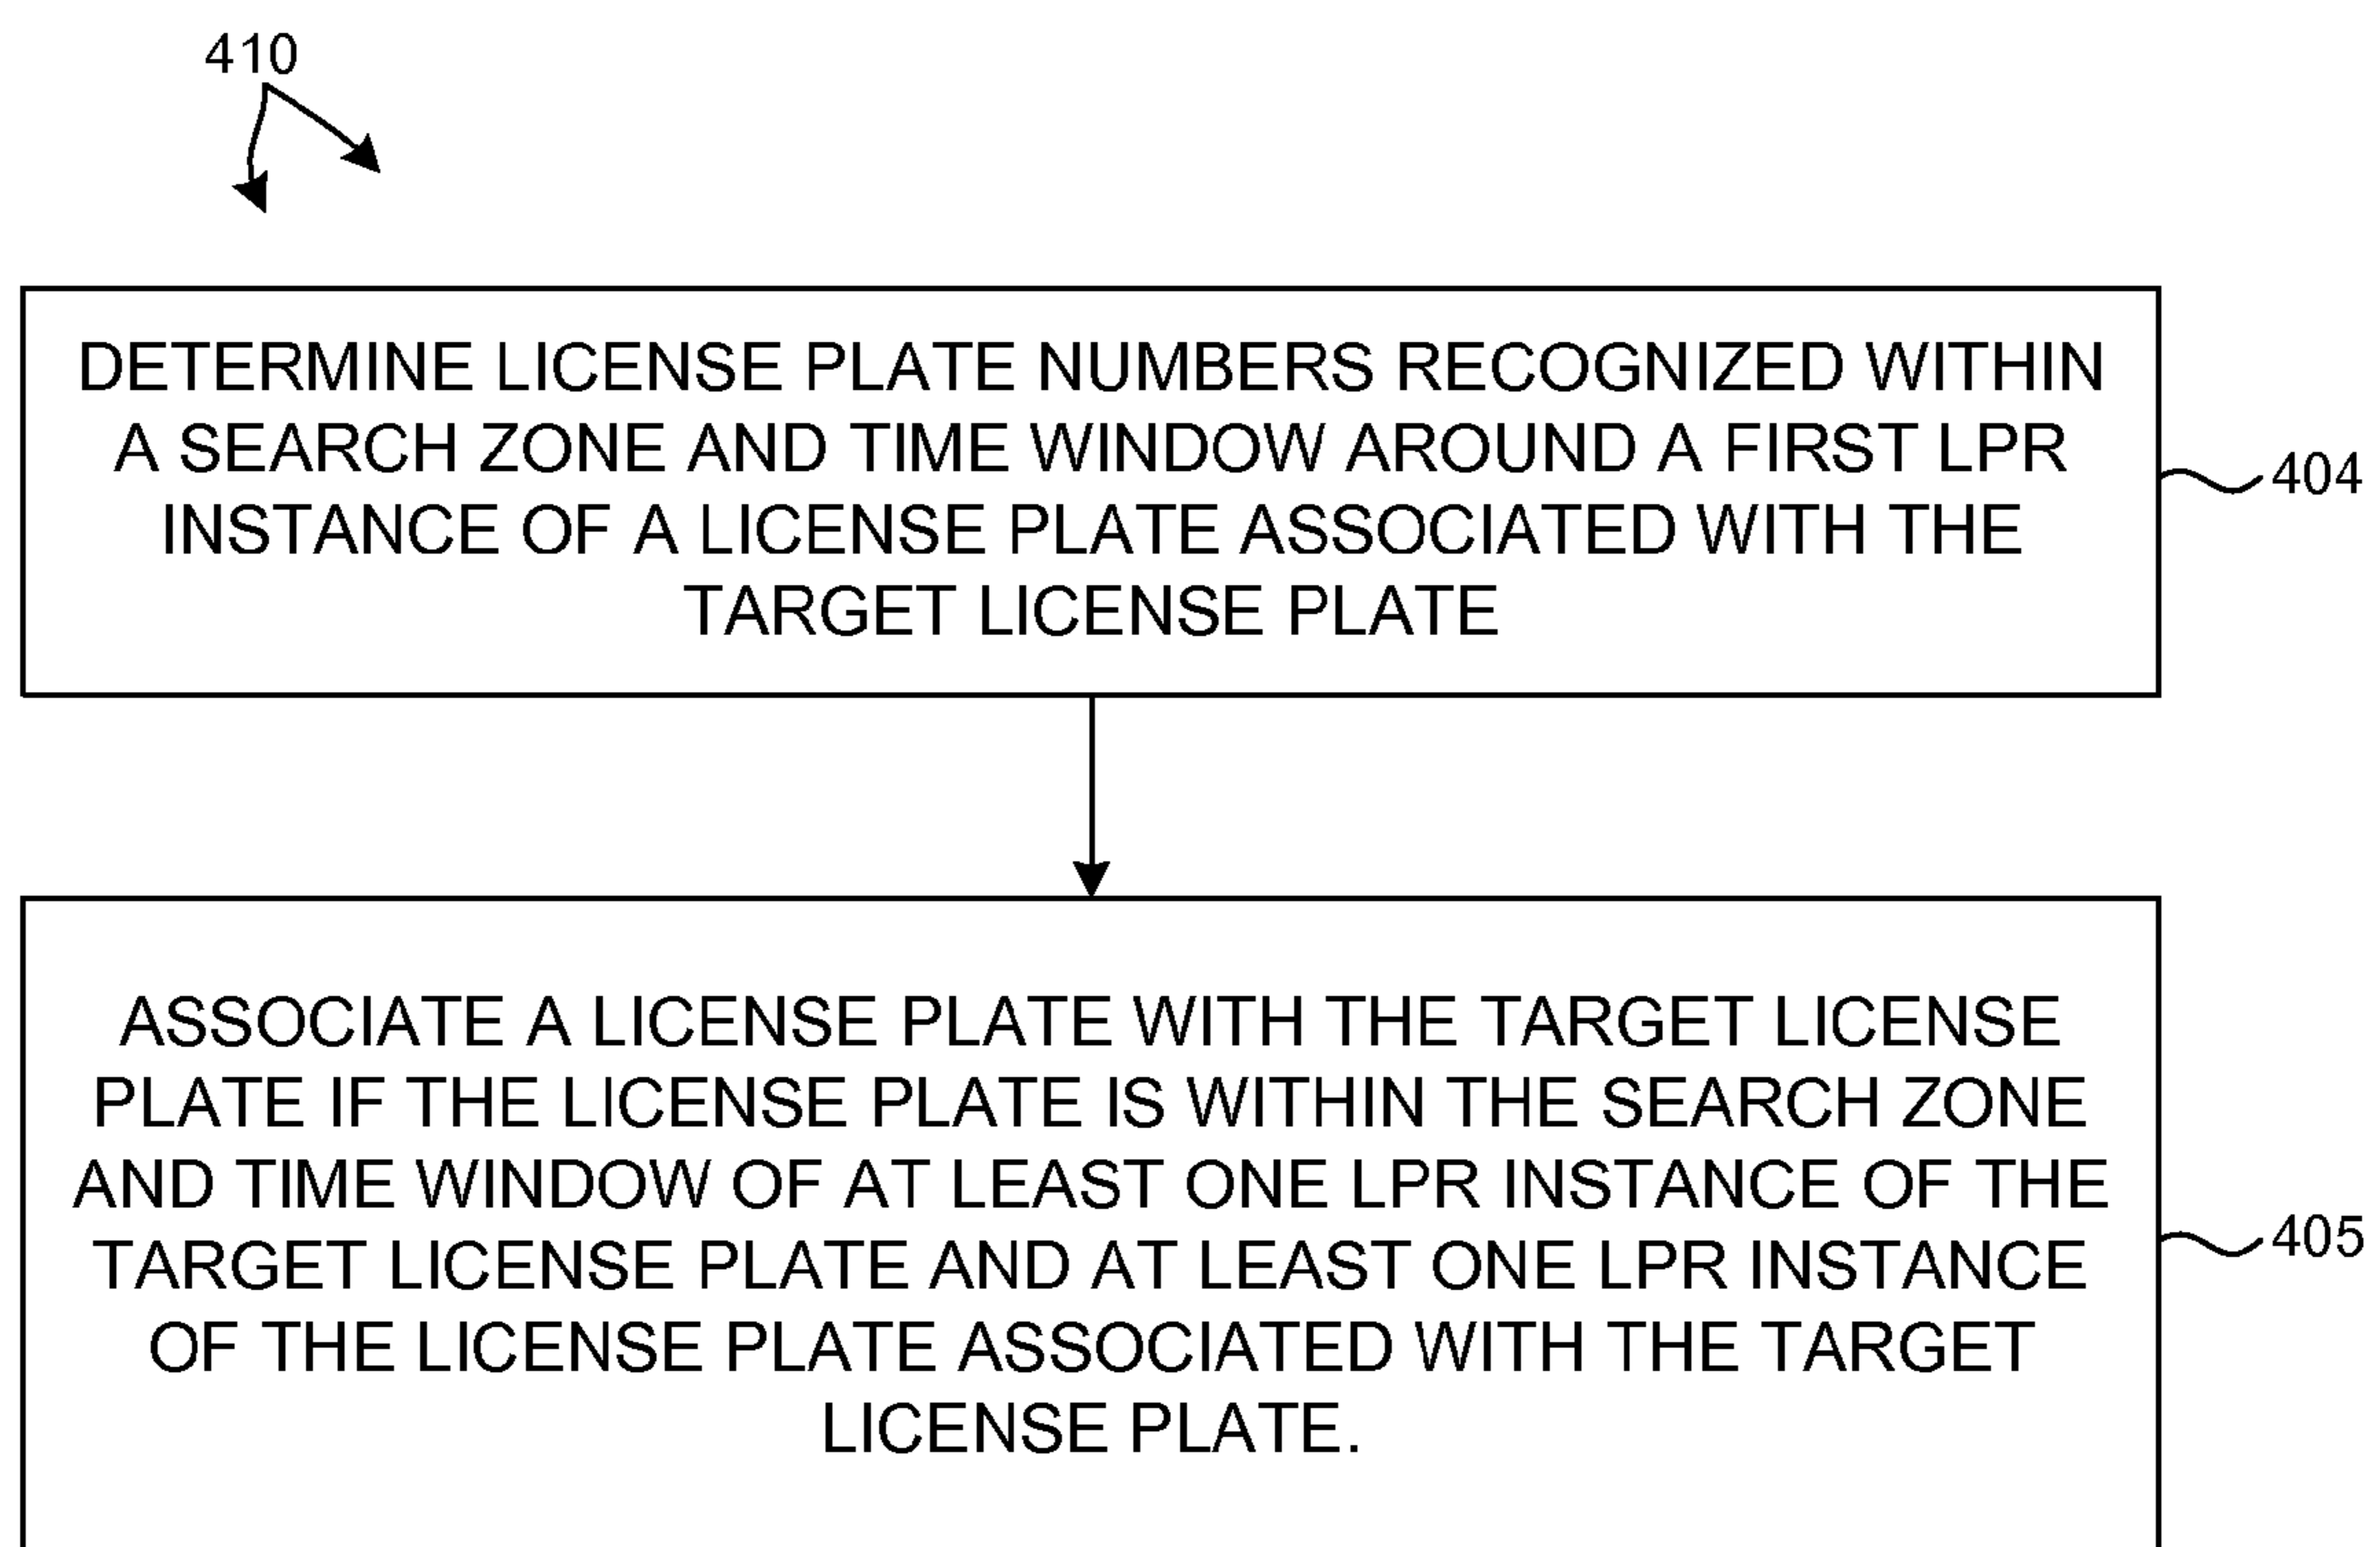 410
DETERMINE LICENSE PLATE NUMBERS RECOGNIZED WITHIN
A SEARCH ZONE AND TIME WINDOW AROUND A FIRST LPR
INSTANCE OF A LICENSE PLATE ASSOCIATED WITH THE
TARGET LICENSE PLATE
404
ASSOCIATE A LICENSE PLATE WITH THE TARGET LICENSE
PLATE IF THE LICENSE PLATE IS WITHIN THE SEARCH ZONE
AND TIME WINDOW OF AT LEAST ONE LPR INSTANCE OF THE
TARGET LICENSE PLATE AND AT LEAST ONE LPR INSTANCE
OF THE LICENSE PLATE ASSOCIATED WITH THE TARGET
LICENSE PLATE.
405